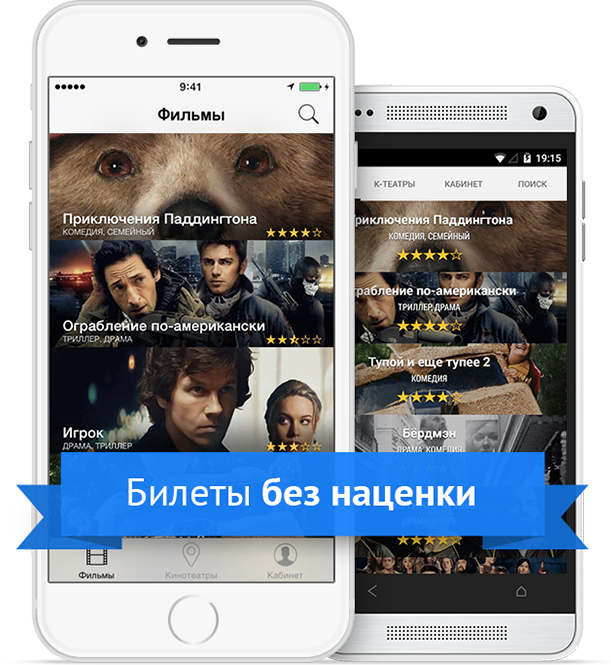 9:41
Фильмы
Приключения Паддингтона
КОМЕДИЯ, СЕМЕЙНЫЙ
Ограбление по-американски
ТРИЛЛЕР, ДРАМА
Игрок
ДРАМА, ТРИЛЛЕР
Фильмы
Кинотеатры
Кабинет
19:15
К-ТЕАТРЫ
КАБИНЕТ
ПОИСК
риключения Паддингтона
КОМЕДИЯ, СЕМЕЙНЫЙ
рабление по-американски
ТРИЛЛЕР, ДРАМА
Тупой и еще тупее 2
КОМЕДИЯ
Бёрдмэн
ДРАМА, КОМЕДИЯ
Билеты без наценки